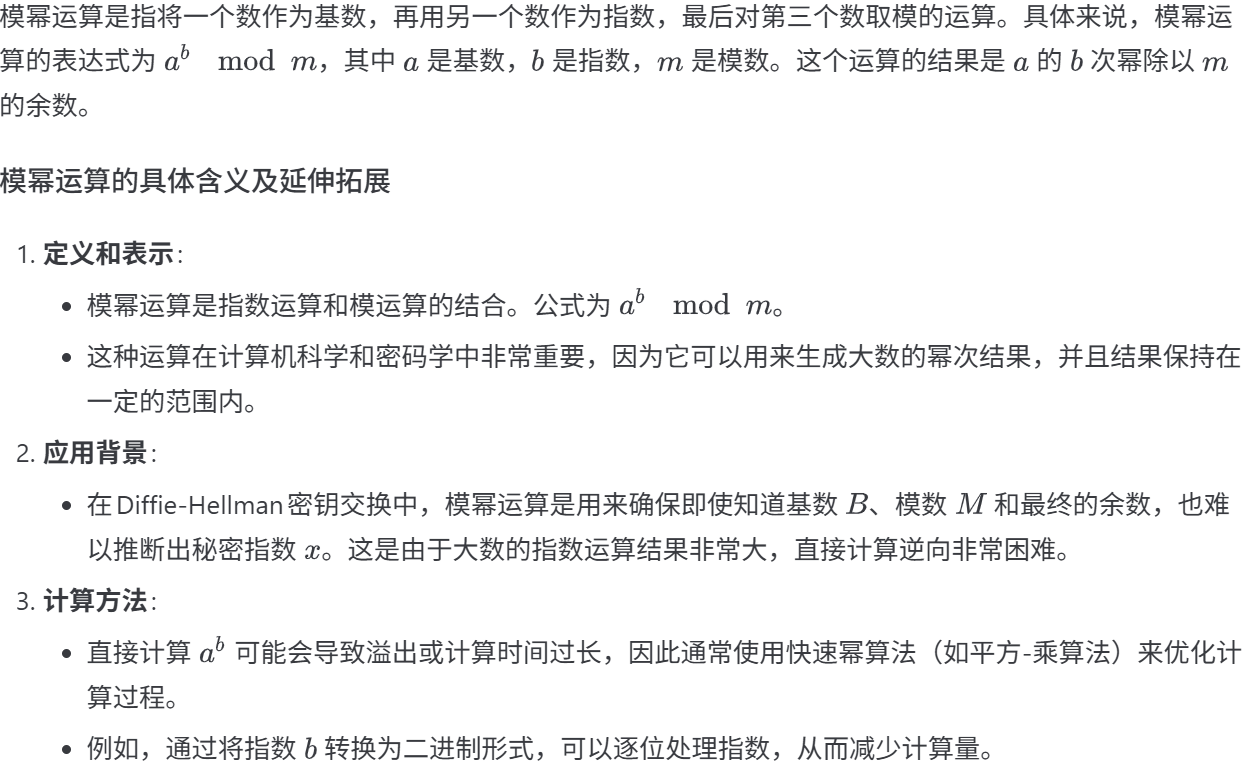 模幂运算是指将一个数作为基数，再用另一个数作为指数，最后对第三个数取模的运算。具体来说，模幂运
算的表达式为 a^b mod m，其中 a 是基数，b 是指数，m 是模数。这个运算的结果是 a 的 b 次幂除以 m
的余数。
模幂运算的具体含义及延伸拓展
1. 定义和表示：
• 模幂运算是指数运算和模运算的结合。公式为 a^b mod m。
• 这种运算在计算机科学和密码学中非常重要，因为它可以用来生成大数的幂次结果，并且结果保持在
一定的范围内。
2. 应用背景：
• 在Diffie-Hellman密钥交换中，模幂运算是用来确保即使知道基数 B、模数 M 和最终的余数，也难
以推断出秘密指数 x。这是由于大数的指数运算结果非常大，直接计算逆向非常困难。
3. 计算方法：
• 直接计算 a^b 可能会导致溢出或计算时间过长，因此通常使用快速幂算法（如平方-乘算法）来优化计
算过程。
• 例如，通过将指数 b 转换为二进制形式，可以逐位处理指数，从而减少计算量。